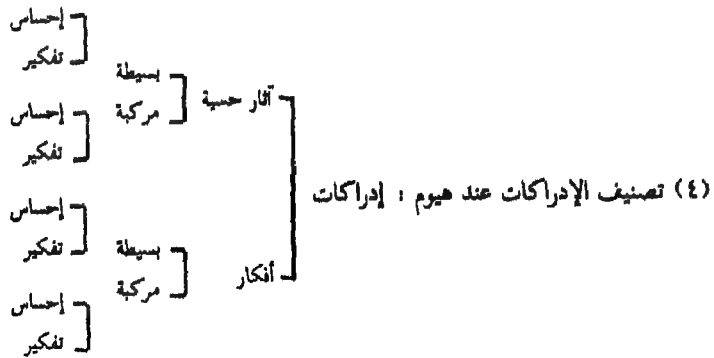 (٤) تصنيف الإدراكات عند هيوم : إدراكات
آثار حسية
بسيطة
إحساس
تفكير
مركبة
إحساس
تفكير
أفكار
بسيطة
إحساس
تفكير
مركبة
إحساس
تفكير